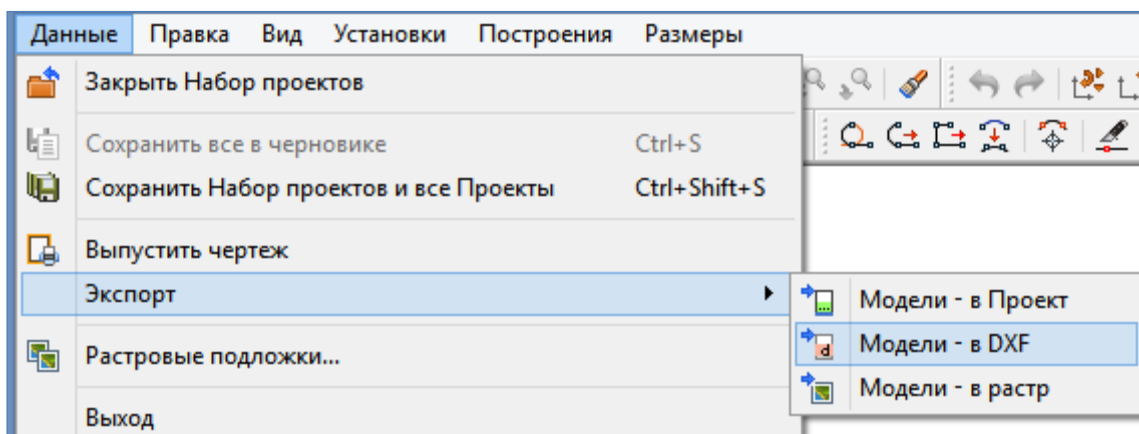 Данные Правка Вид Установки Построения Размеры
Закрыть Набор проектов
Сохранить все в черновике Ctrl+S
Сохранить Набор проектов и все Проекты Ctrl+Shift+S
Выпустить чертеж
Экспорт
Модели - в Проект
Модели - в DXF
Модели - в растр
Растровые подложки...
Выход